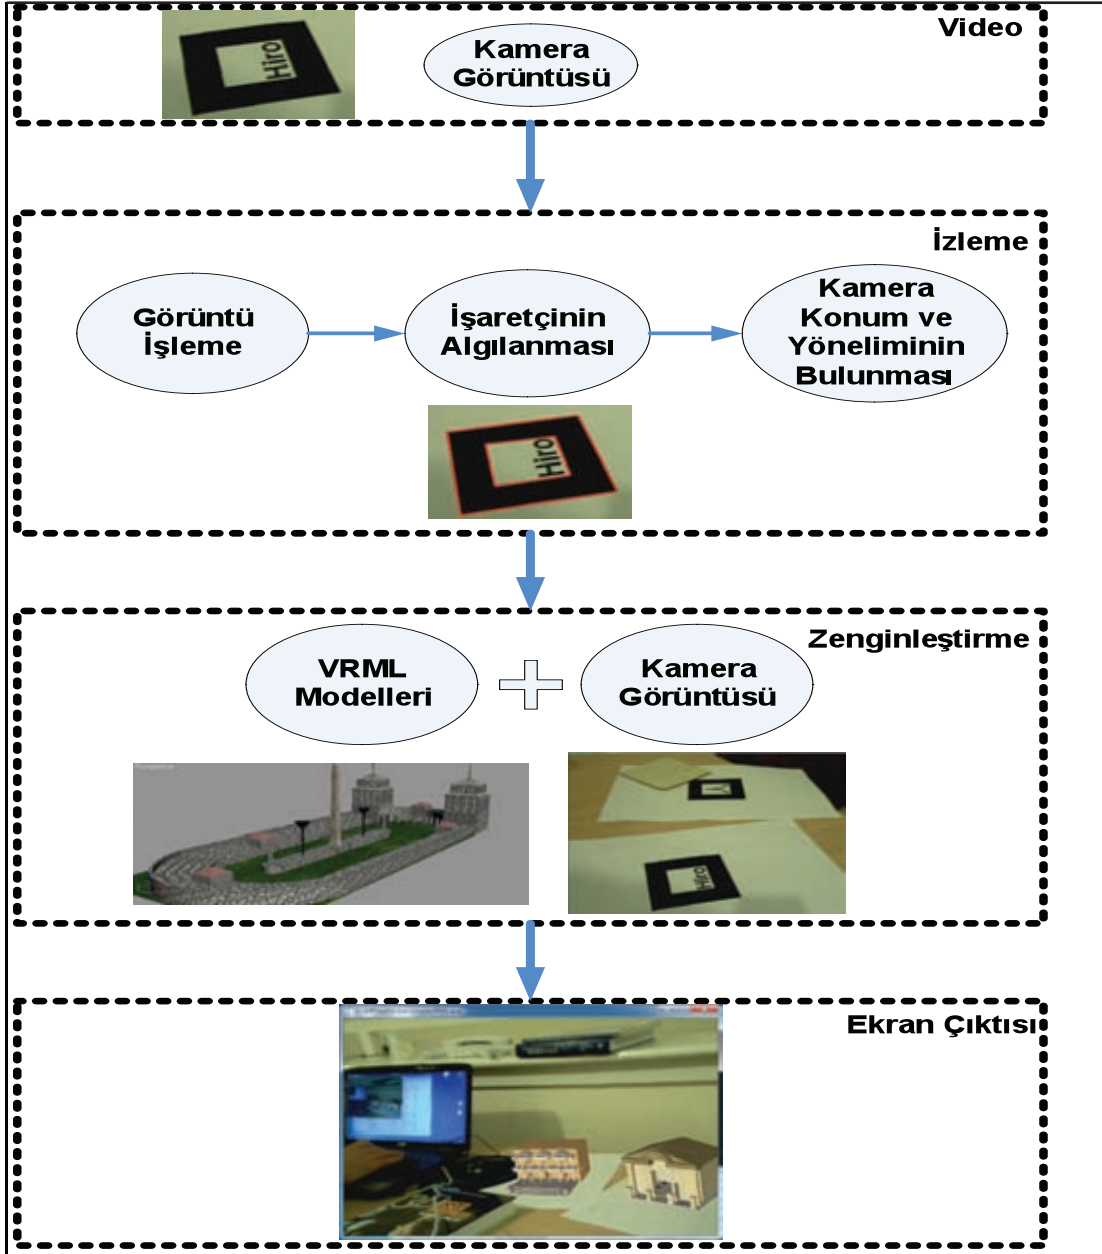 Video
Hiro
Kamera
Görüntüsü
İzleme
Görüntü
İşleme
İşaretçinin
Algılanması
Kamera
Konum ve
Yöneliminin
Bulunması
Hiro
Zenginleştirme
VRML
Modelleri
Kamera
Görüntüsü
Hiro
Ekran Çıktısı